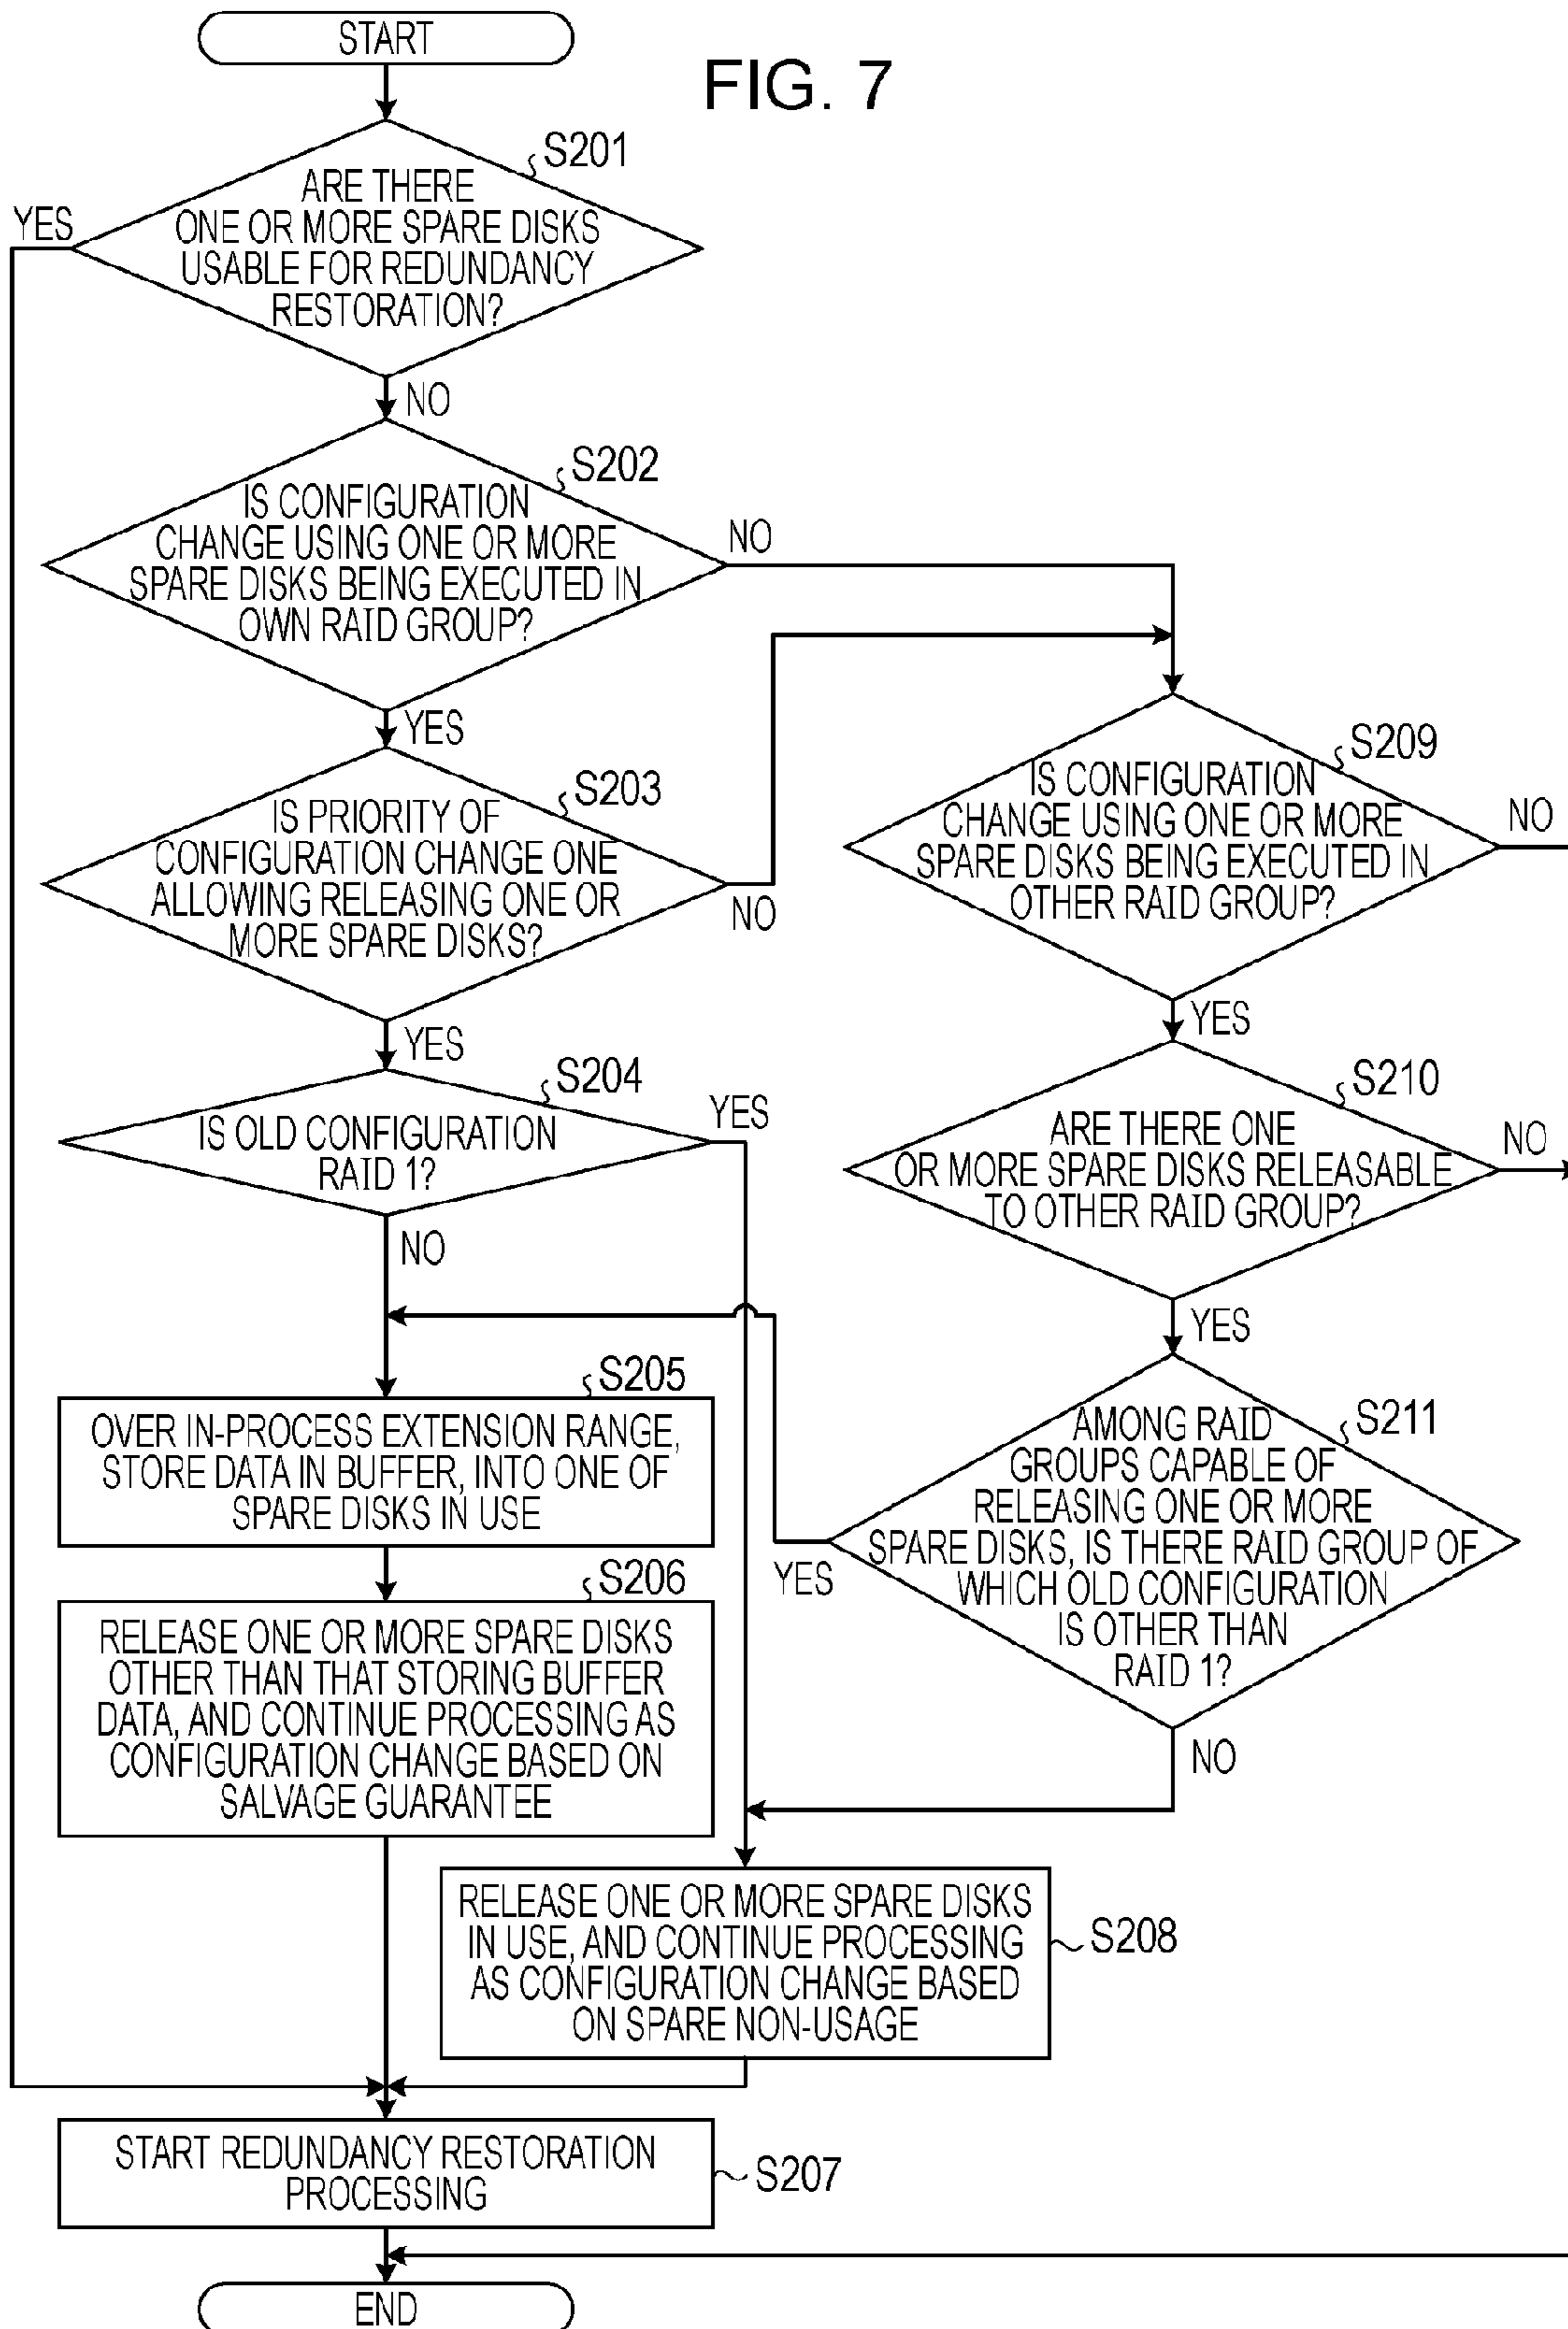 START
FIG. 7
S201
ARE THERE
ONE OR MORE SPARE DISKS
USABLE FOR REDUNDANCY
RESTORATION?
YES
NO
S202
IS CONFIGURATION
CHANGE USING ONE OR MORE
SPARE DISKS BEING EXECUTED IN
OWN RAID GROUP?
NO
YES
S203
IS PRIORITY OF
CONFIGURATION CHANGE ONE
ALLOWING RELEASING ONE OR
MORE SPARE DISKS?
NO
YES
S204
IS OLD CONFIGURATION
RAID 1?
YES
NO
S205
OVER IN-PROCESS EXTENSION RANGE,
STORE DATA IN BUFFER, INTO ONE OF
SPARE DISKS IN USE
S206
RELEASE ONE OR MORE SPARE DISKS
OTHER THAN THAT STORING BUFFER
DATA, AND CONTINUE PROCESSING AS
CONFIGURATION CHANGE BASED ON
SALVAGE GUARANTEE
S209
IS CONFIGURATION
CHANGE USING ONE OR MORE
SPARE DISKS BEING EXECUTED IN
OTHER RAID GROUP?
NO
YES
S210
ARE THERE ONE
OR MORE SPARE DISKS RELEASABLE
TO OTHER RAID GROUP?
NO
YES
S211
AMONG RAID
GROUPS CAPABLE OF
RELEASING ONE OR MORE
SPARE DISKS, IS THERE RAID GROUP OF
WHICH OLD CONFIGURATION
IS OTHER THAN
RAID 1?
YES
NO
RELEASE ONE OR MORE SPARE DISKS
IN USE, AND CONTINUE PROCESSING
AS CONFIGURATION CHANGE BASED
ON SPARE NON-USAGE
S208
START REDUNDANCY RESTORATION
PROCESSING
S207
END